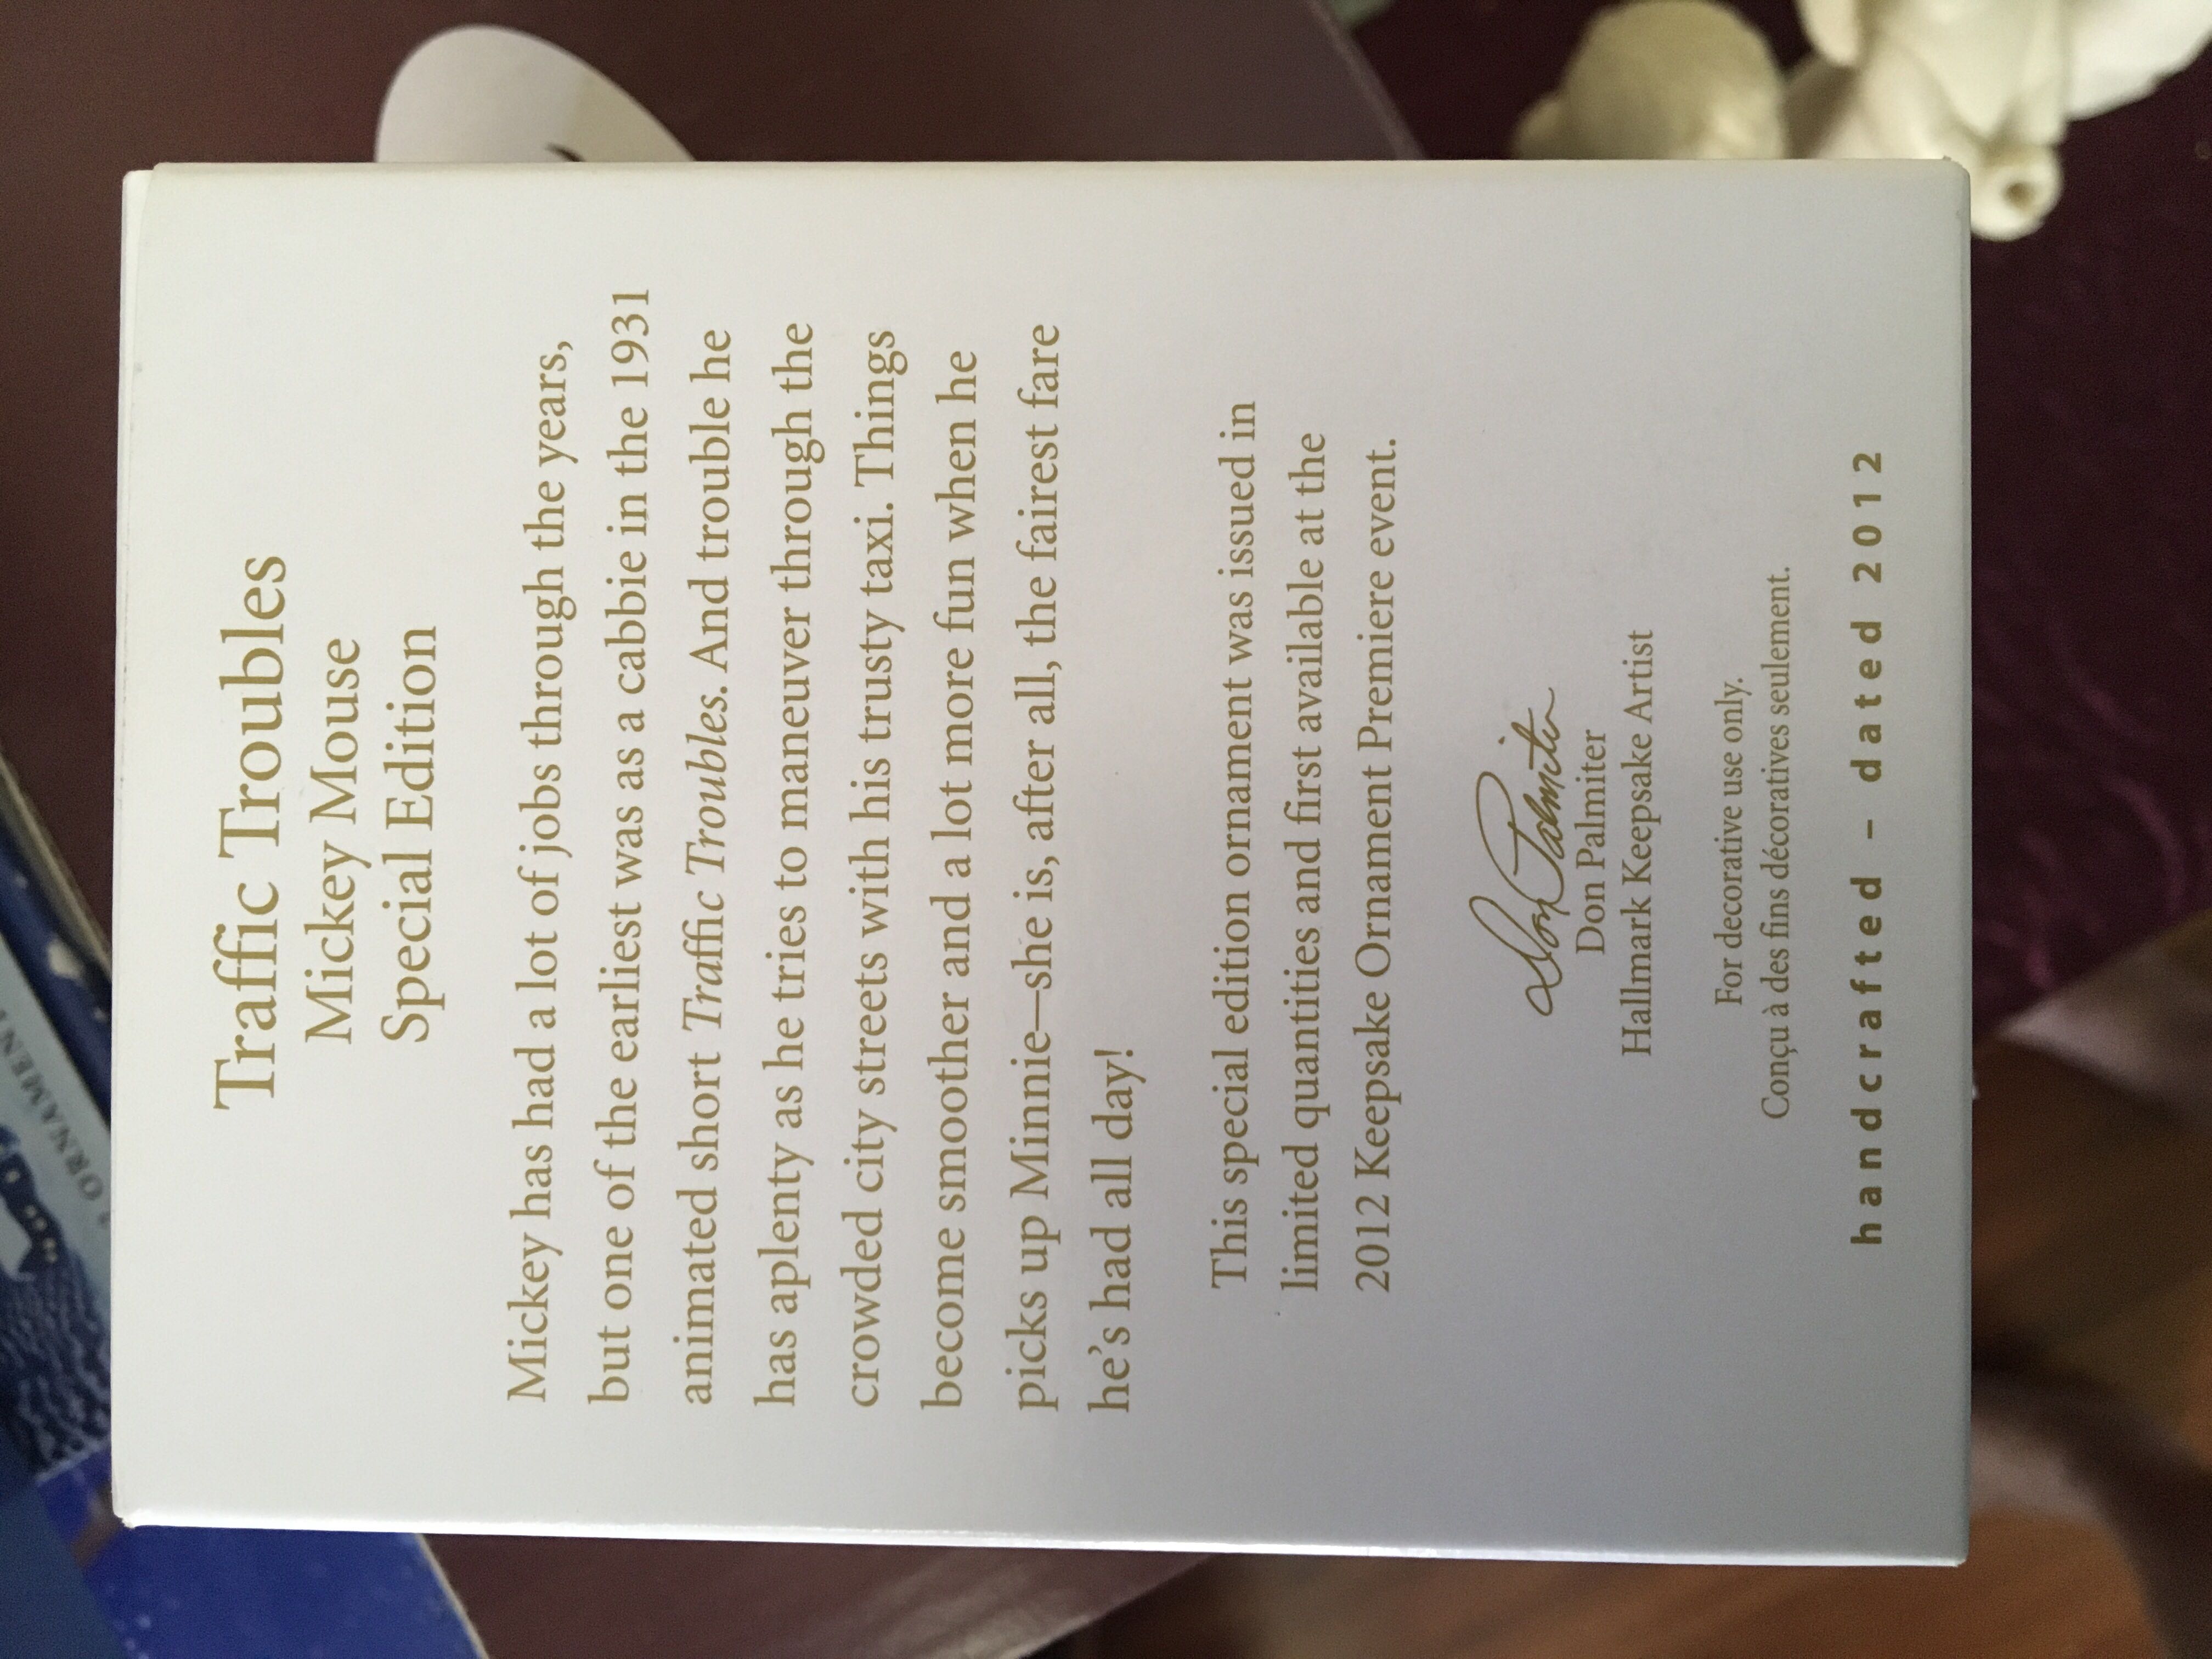 Traffic Troubles
Mickey Mouse
Special Edition
Mickey has had a lot of jobs through the years,
but one of the earliest was as a cabbie in the 1931
animated short Traffic Troubles. And trouble he
has aplenty as he tries to maneuver through the
crowded city streets with his trusty taxi. Things
become smoother and a lot more fun when he
picks up Minnie—she is, after all, the fairest fare
he's had all day!
This special edition ornament was issued in
limited quantities and first available at the
2012 Keepsake Ornament Premiere event.
Don Palmiter
Don Palmiter
Hallmark Keepsake Artist
For decorative use only.
Conçu à des fins décoratives seulement.
handcrafted – dated 2012
ORNAMENT